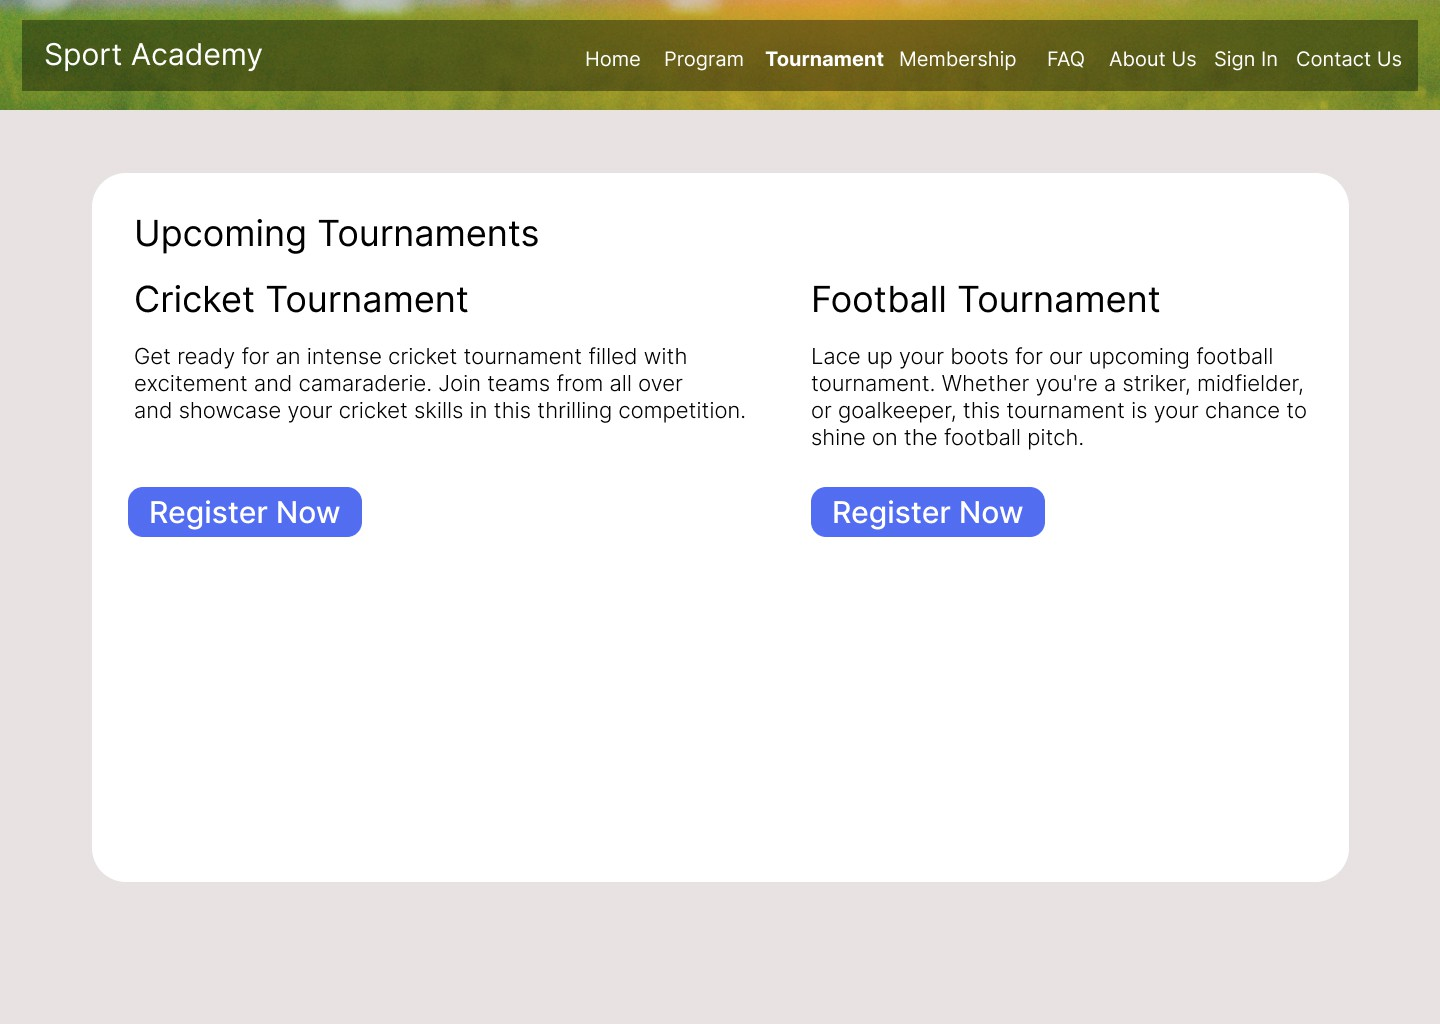 Sport Academy
Home Program Tournament Membership FAQ About Us Sign In Contact Us
Upcoming Tournaments
Cricket Tournament
Get ready for an intense cricket tournament filled with
excitement and camaraderie. Join teams from all over
and showcase your cricket skills in this thrilling competition.
Register Now
Football Tournament
Lace up your boots for our upcoming football
tournament. Whether you're a striker, midfielder,
or goalkeeper, this tournament is your chance to
shine on the football pitch.
Register Now